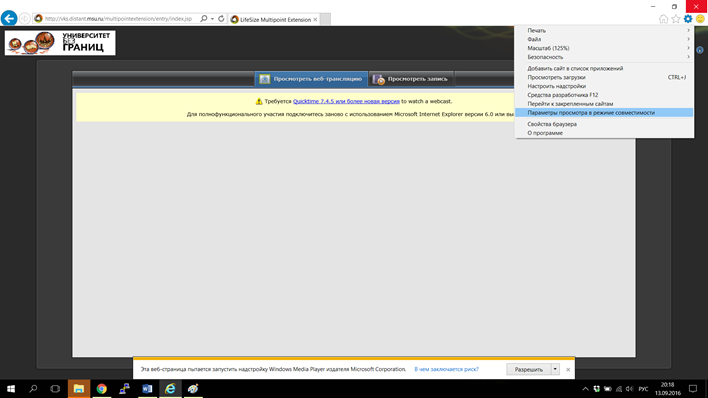 http://vks.distant.msu.ru/multipointextension/entry/index.jsp
LifeSize Multipoint Extension
УНИВЕРСИТЕТ
БЕЗ
ГРАНИЦ
Просмотреть веб-трансляцию
Просмотреть запись
Требуется Quicktime 7.4.5 или более новая версия to watch a webcast.
Для полнофункционального участия подключитесь заново с использованием Microsoft Internet Explorer версии 6.0 или
Печать
Файл
Масштаб (125%)
Безопасность
Добавить сайт в список приложений
Просмотреть загрузки CTRL+J
Настроить надстройки
Средства разработчика F12
Перейти к закрепленным сайтам
Параметры просмотра в режиме совместимости
Свойства браузера
О программе
Эта веб-страница пытается запустить надстройку Windows Media Player издателя Microsoft Corporation. В чем заключается риск? Разрешить
РУС
20:18
13.09.2016